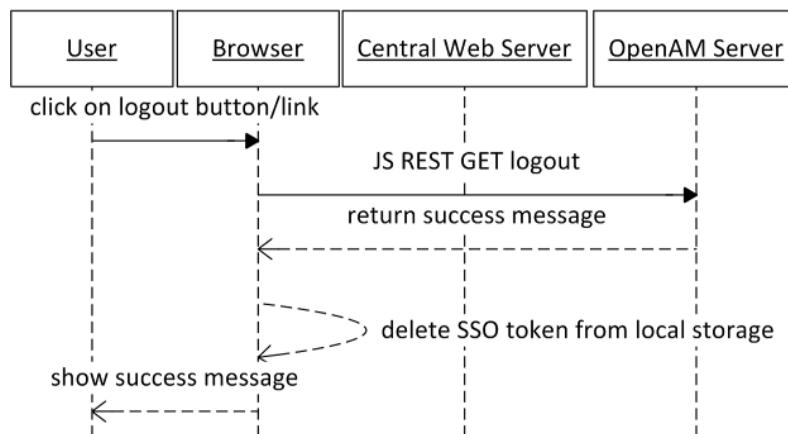 User
Browser
Central Web Server
OpenAM Server
click on logout button/link
JS REST GET logout
return success message
delete SSO token from local storage
show success message